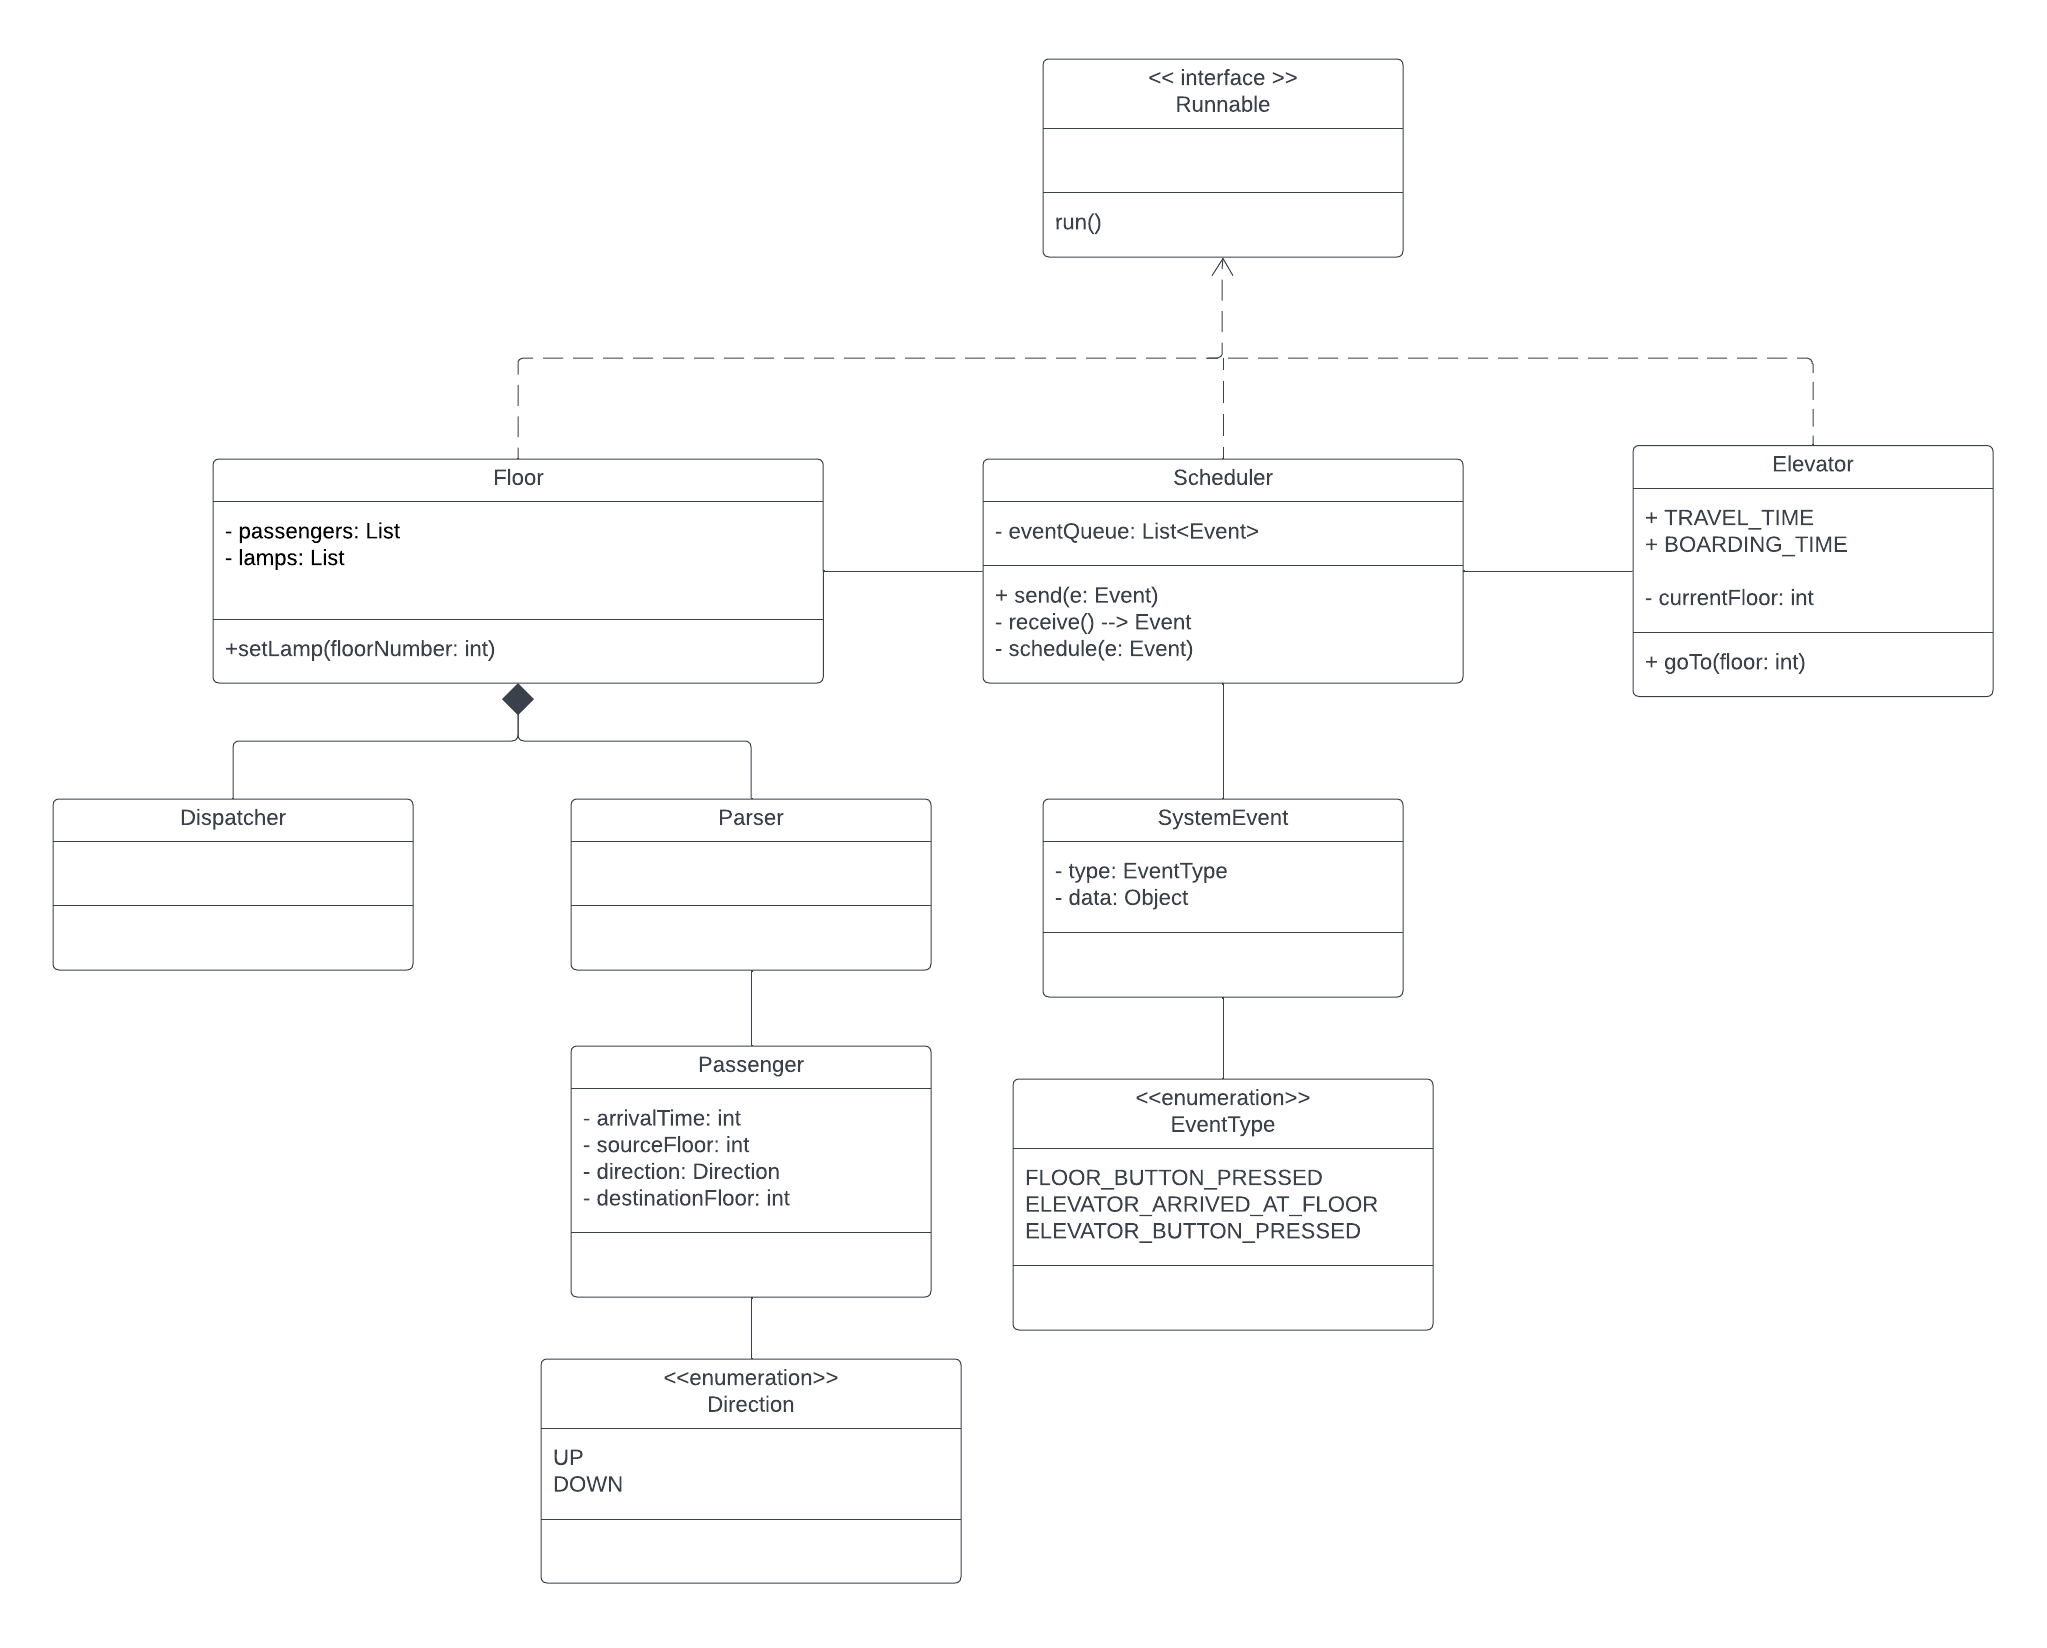 << interface >>
Runnable
run()
Floor
- passengers: List
- lamps: List
+setLamp(floorNumber: int)
Scheduler
- eventQueue: List<Event>
+ send(e: Event)
- receive() --> Event
- schedule(e: Event)
Elevator
+ TRAVEL_TIME
+ BOARDING_TIME
- currentFloor: int
+ goTo(floor: int)
Dispatcher
Parser
SystemEvent
- type: EventType
- data: Object
Passenger
- arrivalTime: int
- sourceFloor: int
- direction: Direction
- destinationFloor: int
<<enumeration>>
EventType
FLOOR_BUTTON_PRESSED
ELEVATOR_ARRIVED_AT_FLOOR
ELEVATOR_BUTTON_PRESSED
<<enumeration>>
Direction
UP
DOWN